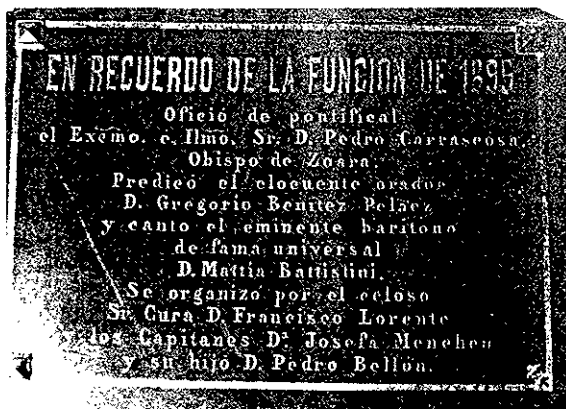 EN RECUERDO DE LA FUNCION DE 1895
Ofició de pontifical
el Excmo. e Ilmo. Sr. D. Pedro Carrascosa.
Obispo de Zoara.
Predicó el elocuente orador
D. Gregorio Benítez Peláez
y cantó el eminente barítono
de fama universal
D. Mattia Battistini.
Se organizó por el celoso
Sr. Cura D. Francisco Lorente
y los Capitanes Dª Josefa Menchen
y su hijo D. Pedro Bellón.